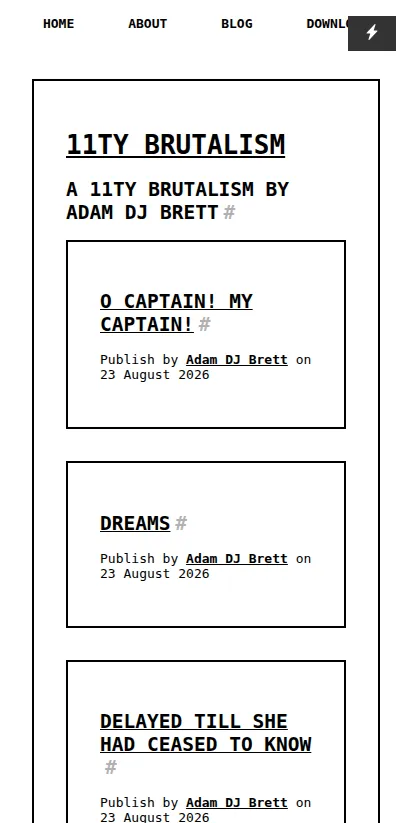 HOME ABOUT BLOG
11TY BRUTALISM
A 11TY BRUTALISM BY
ADAM DJ BRETT #
O CAPTAIN! MY
CAPTAIN! #
Publish by Adam DJ Brett on
23 August 2026
DREAMS #
Publish by Adam DJ Brett on
23 August 2026
DELAYED TILL SHE
HAD CEASED TO KNOW
#
Publish by Adam DJ Brett on
23 August 2026